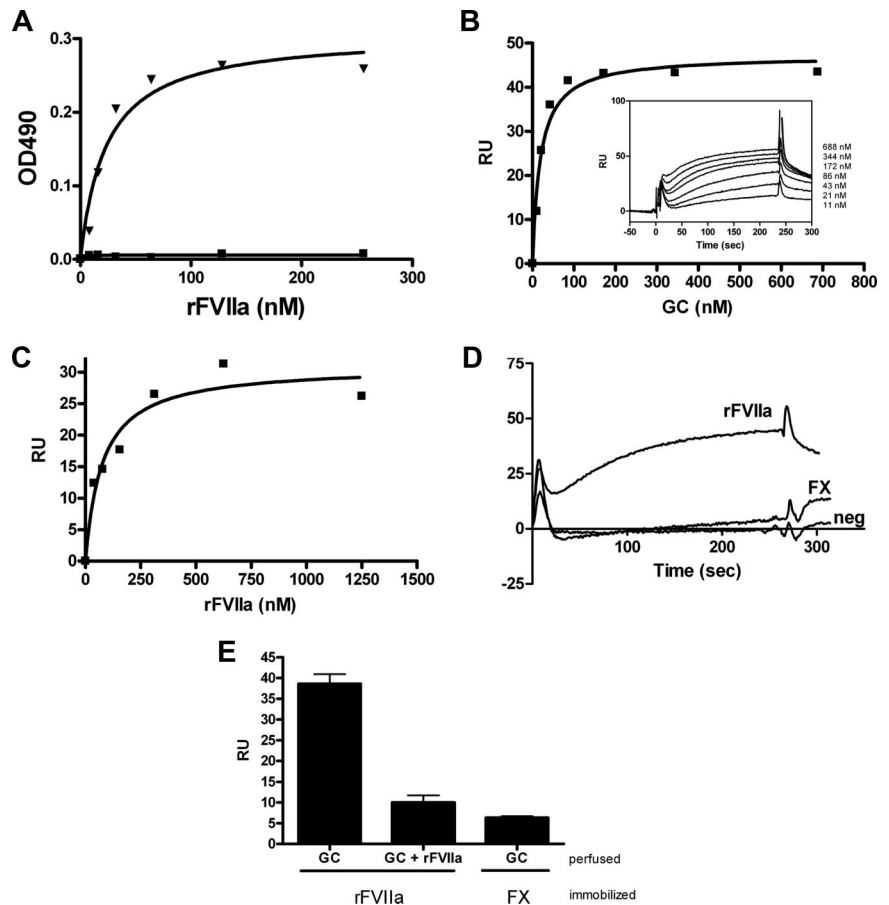 A
OD490
0.3
0.2
0.1
0.0
0
100
200
300
rFVIIa (nM)
B
RU
50
40
30
20
10
0
0
100
200
300
400
500
600
700
800
GC (nM)
RU
100
50
0
-50
0
50
100
150
200
250
300
Time (sec)
688 nM
344 nM
172 nM
86 nM
43 nM
21 nM
11 nM
C
RU
30
25
20
15
10
5
0
0
250
500
750
1000
1250
1500
rFVIIa (nM)
D
75
50
25
0
-25
rFVIIa
FX
neg
100
200
300
Time (sec)
E
RU
45
40
35
30
25
20
15
10
5
0
GC
GC + rFVIIa
GC
perfused
rFVIIa
FX
immobilized